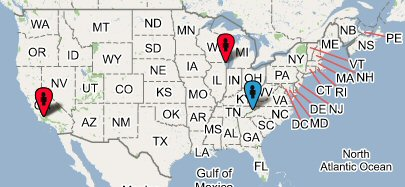 NB
PE
NS
WA
MT
ND
MN
ME
OR
ID
SD
MI
NY
VT
WY
IA
PA
MA
NH
NV
NE
IL
IN
OH
CT
RI
UT
CO
KS
MO
KY
VA
DE
NJ
AZ
NM
OK
AR
TN
NC
DC
MD
MS
AL
GA
SC
TX
LA
FL
North
Atlantic Ocean
Gulf of
Mexico